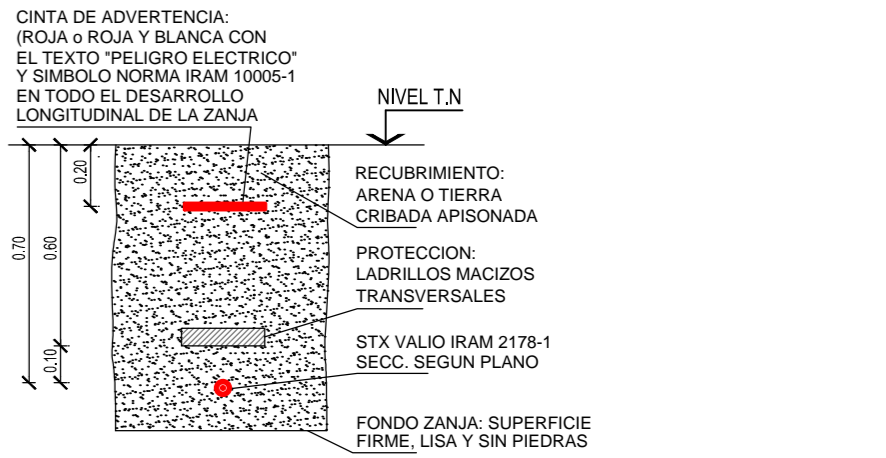 CINTA DE ADVERTENCIA:
(ROJA o ROJA Y BLANCA CON
EL TEXTO "PELIGRO ELECTRICO"
Y SIMBOLO NORMA IRAM 10005-1
EN TODO EL DESARROLLO
LONGITUDINAL DE LA ZANJA
NIVEL T.N
0.20
0.70
0.60
0.10
RECUBRIMIENTO:
ARENA O TIERRA
CRIBADA APISONADA
PROTECCION:
LADRILLOS MACIZOS
TRANSVERSALES
STX VALIO IRAM 2178-1
SECC. SEGUN PLANO
FONDO ZANJA: SUPERFICIE
FIRME, LISA Y SIN PIEDRAS